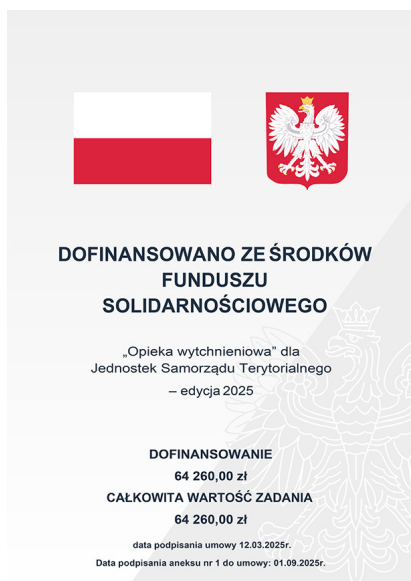 DOFINANSOWANO ZE ŚRODKÓW
FUNDUSZU
SOLIDARNOŚCIOWEGO
„Opieka wytchnieniowa” dla
Jednostek Samorządu Terytorialnego
– edycja 2025
DOFINANSOWANIE
64 260,00 zł
CAŁKOWITA WARTOŚĆ ZADANIA
64 260,00 zł
data podpisania umowy 12.03.2025r.
Data podpisania aneksu nr 1 do umowy: 01.09.2025r.